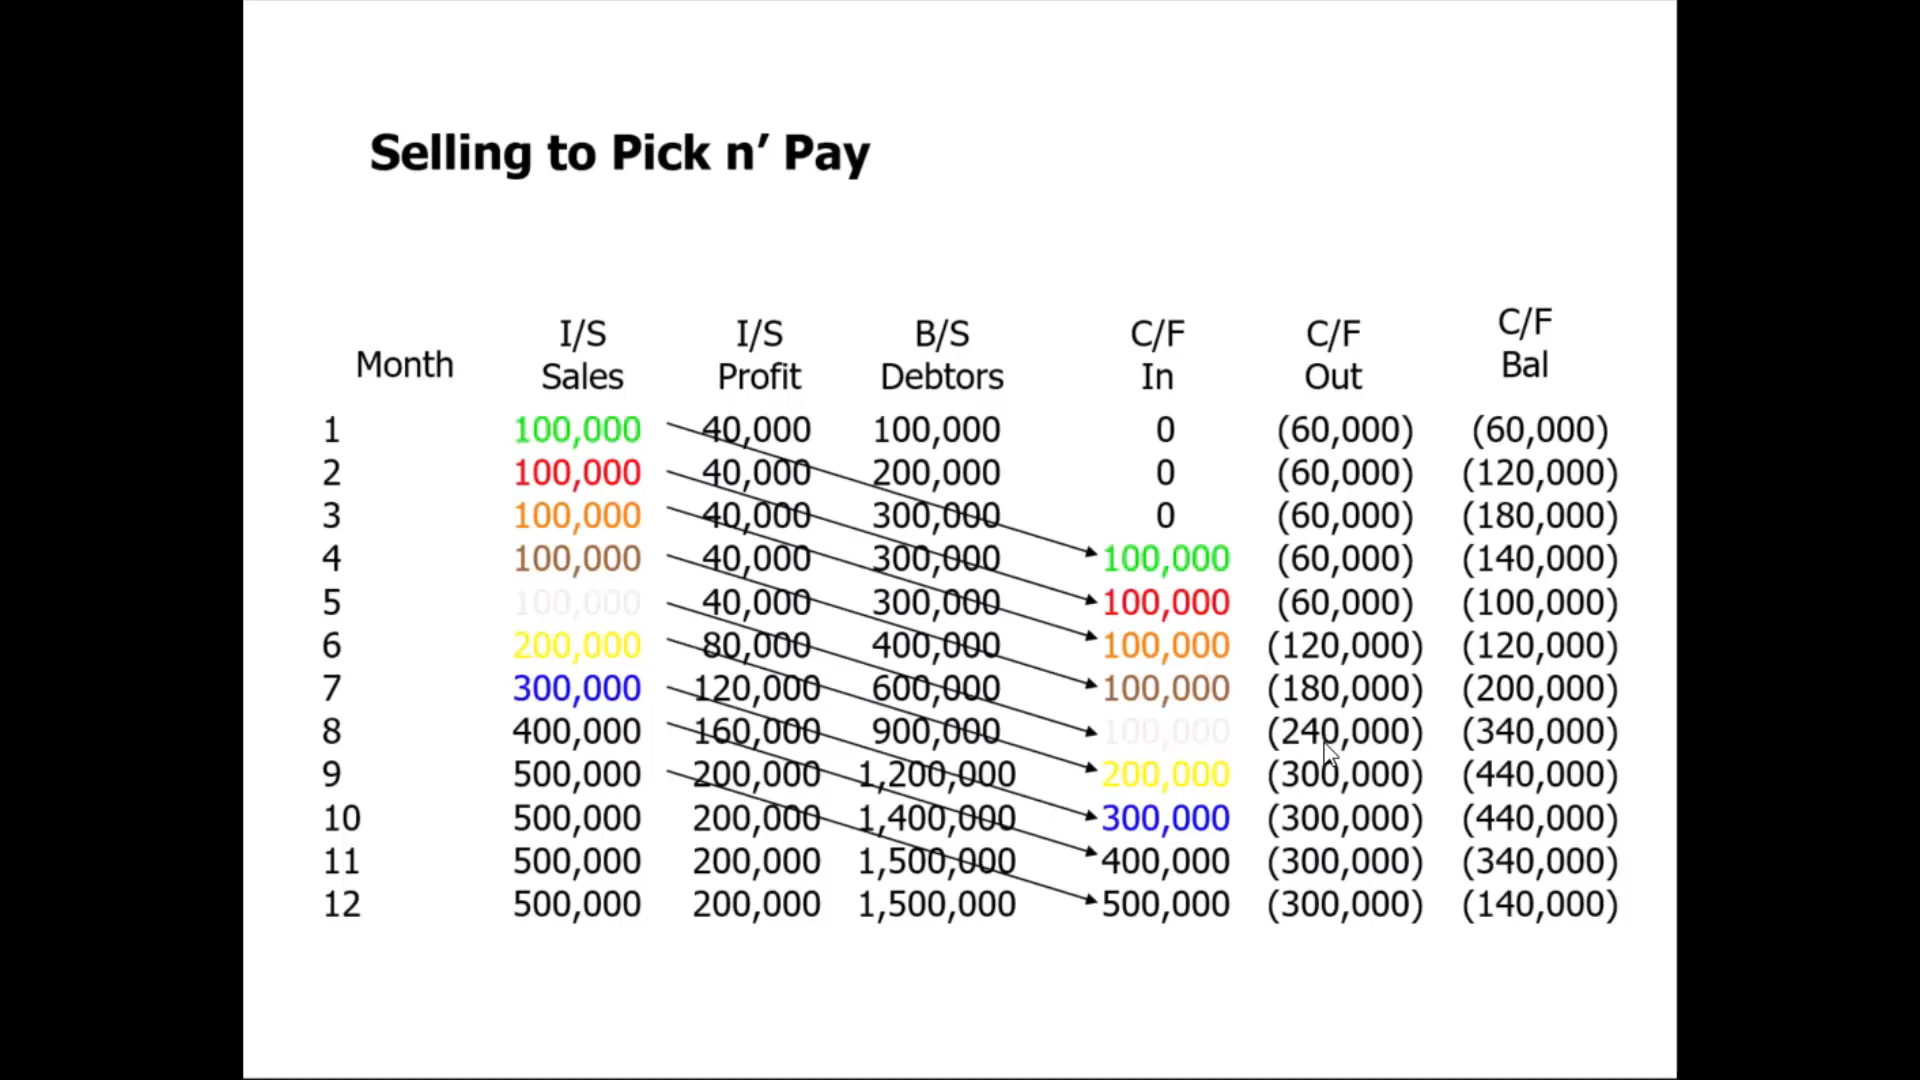 Selling to Pick n’ Pay
Month I/S Sales I/S Profit B/S Debtors C/F In C/F Out C/F Bal
1 100,000 40,000 100,000 0 (60,000) (60,000)
2 100,000 40,000 200,000 0 (60,000) (120,000)
3 100,000 40,000 300,000 0 (60,000) (180,000)
4 100,000 40,000 300,000 100,000 (60,000) (140,000)
5 100,000 40,000 300,000 100,000 (60,000) (100,000)
6 200,000 80,000 400,000 100,000 (120,000) (120,000)
7 300,000 120,000 600,000 100,000 (180,000) (200,000)
8 400,000 160,000 900,000 100,000 (240,000) (340,000)
9 500,000 200,000 1,200,000 200,000 (300,000) (440,000)
10 500,000 200,000 1,400,000 300,000 (300,000) (440,000)
11 500,000 200,000 1,500,000 400,000 (300,000) (340,000)
12 500,000 200,000 1,500,000 500,000 (300,000) (140,000)